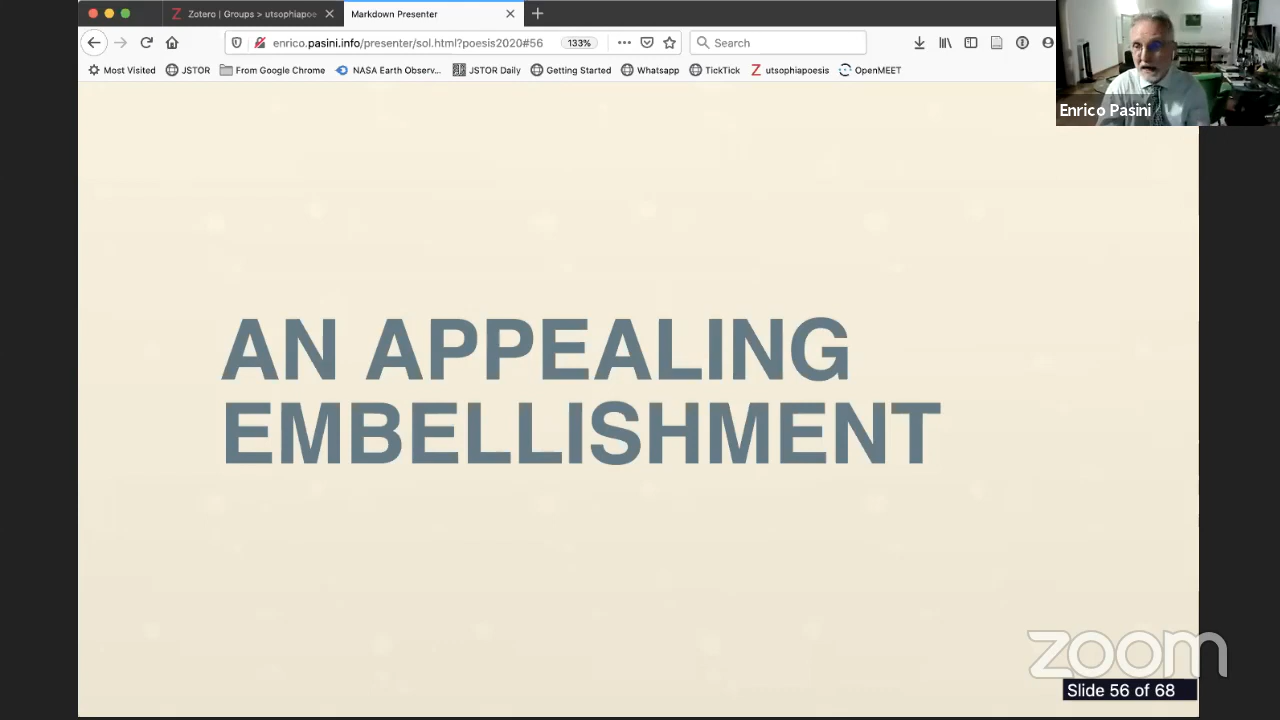 Zotero | Groups > utsophiapoe
Markdown Presenter
enrico.pasini.info/presenter/sol.html?poesis2020#56
133%
Search
Most Visited
JSTOR
From Google Chrome
NASA Earth Observ...
JSTOR Daily
Getting Started
Whatsapp
TickTick
utsophiapoesis
OpenMEET
Enrico Pasini
AN APPEALING
EMBELLISHMENT
zoom
Slide 56 of 68